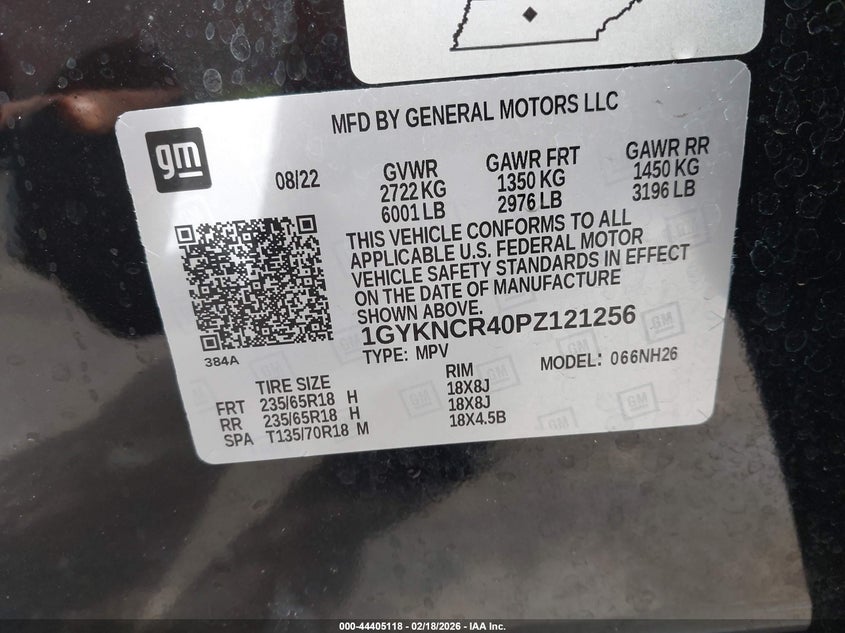 MFD BY GENERAL MOTORS LLC
gm
08/22
GVWR
2722 KG
6001 LB
GAWR FRT
1350 KG
2976 LB
GAWR RR
1450 KG
3196 LB
THIS VEHICLE CONFORMS TO ALL
APPLICABLE U.S. FEDERAL MOTOR
VEHICLE SAFETY STANDARDS IN EFFECT
ON THE DATE OF MANUFACTURE
SHOWN ABOVE.
1GYKNCR40PZ121256
384A
TYPE: MPV
MODEL: 066NH26
TIRE SIZE RIM
FRT 235/65R18 H 18X8J
RR 235/65R18 H 18X8J
SPA T135/70R18 M 18X4.5B
000-44405118 - 02/18/2026 - IAA Inc.